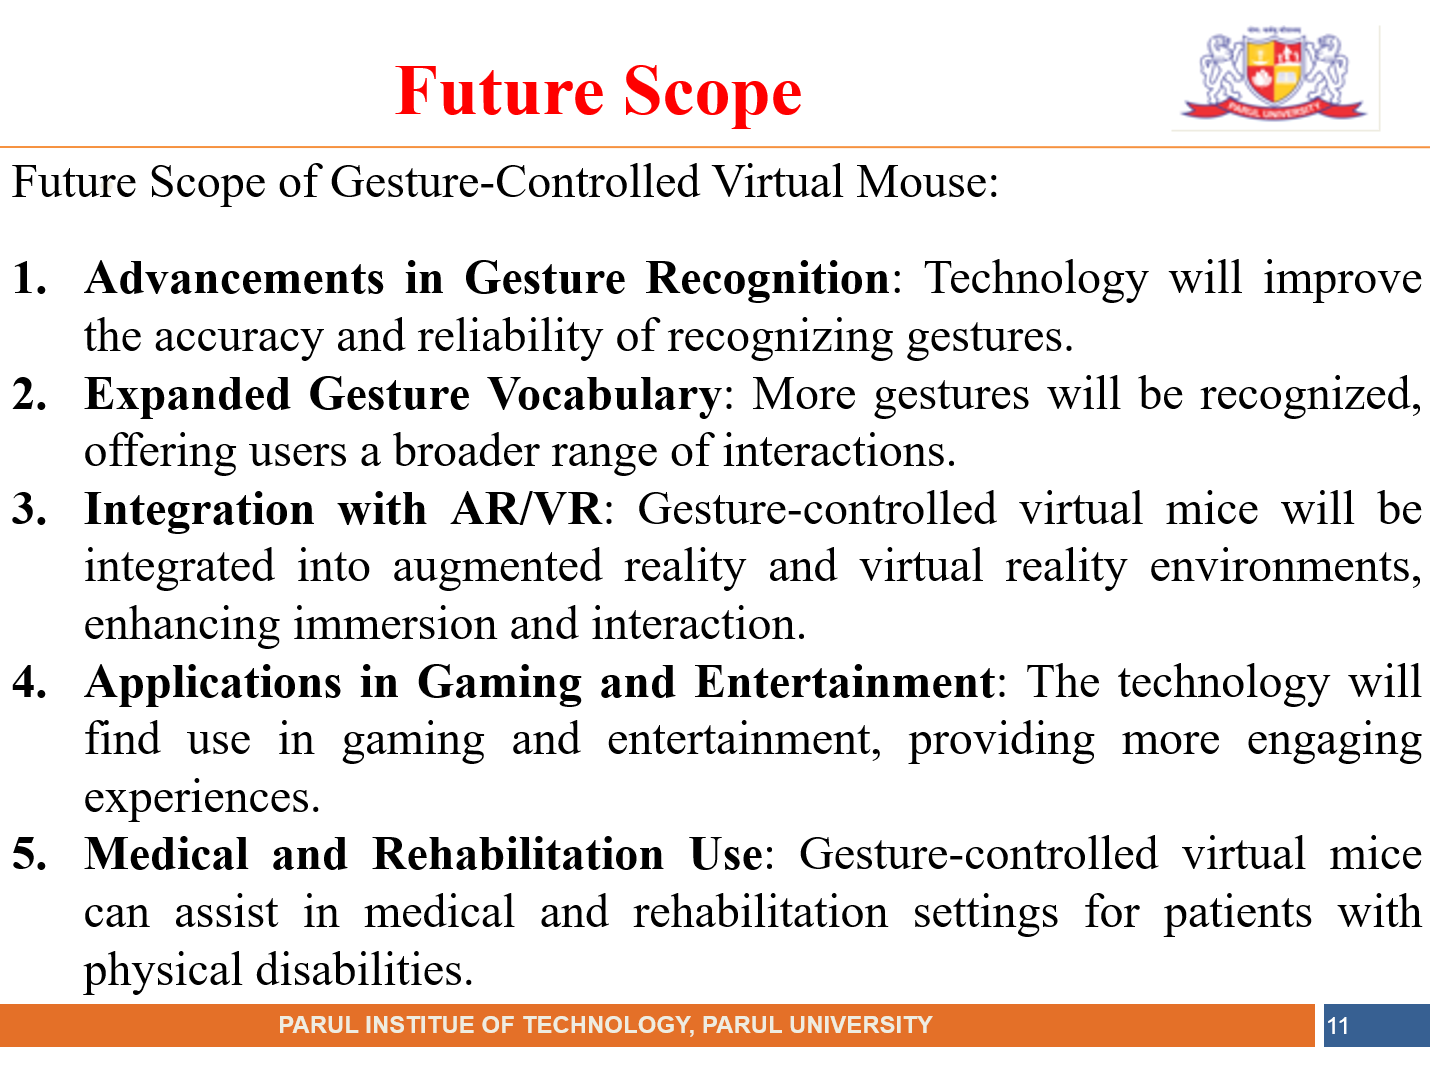 Future Scope
PARUL UNIVERSITY
Future Scope of Gesture-Controlled Virtual Mouse:
1. Advancements in Gesture Recognition: Technology will improve
the accuracy and reliability of recognizing gestures.
2. Expanded Gesture Vocabulary: More gestures will be recognized,
offering users a broader range of interactions.
3. Integration with AR/VR: Gesture-controlled virtual mice will be
integrated into augmented reality and virtual reality environments,
enhancing immersion and interaction.
4. Applications in Gaming and Entertainment: The technology will
find use in gaming and entertainment, providing more engaging
experiences.
5. Medical and Rehabilitation Use: Gesture-controlled virtual mice
can assist in medical and rehabilitation settings for patients with
physical disabilities.
PARUL INSTITUE OF TECHNOLOGY, PARUL UNIVERSITY
11